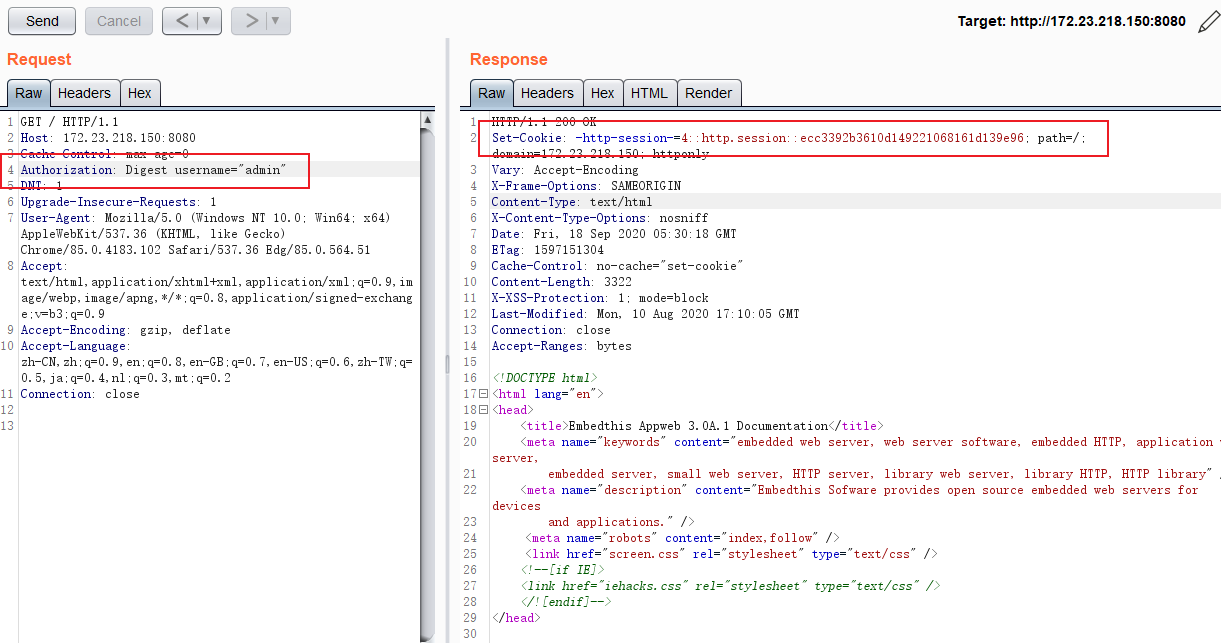 Send
Cancel
<
▼
>
▼
Target: http://172.23.218.150:8080
Request
Raw
Headers
Hex
1 GET / HTTP/1.1
2 Host: 172.23.218.150:8080
3 Cache-Control: max-age=0
4 Authorization: Digest username="admin"
5 DNT: 1
6 Upgrade-Insecure-Requests: 1
7 User-Agent: Mozilla/5.0 (Windows NT 10.0; Win64; x64)
AppleWebKit/537.36 (KHTML, like Gecko)
Chrome/85.0.4183.102 Safari/537.36 Edg/85.0.564.51
8 Accept:
text/html,application/xhtml+xml,application/xml;q=0.9,im
age/webp,image/apng,*/*;q=0.8,application/signed-exchang
e;v=b3;q=0.9
9 Accept-Encoding: gzip, deflate
10 Accept-Language:
zh-CN,zh;q=0.9,en;q=0.8,en-GB;q=0.7,en-US;q=0.6,zh-TW;q=
0.5,ja;q=0.4,nl;q=0.3,mt;q=0.2
11 Connection: close
12
13
Response
Raw
Headers
Hex
HTML
Render
1 HTTP/1.1 200 OK
2 Set-Cookie: -http-session-=4::http.session::ecc3392b3610d149221068161d139e96; path=/;
domain=172.23.218.150; httponly
3 Vary: Accept-Encoding
4 X-Frame-Options: SAMEORIGIN
5 Content-Type: text/html
6 X-Content-Type-Options: nosniff
7 Date: Fri, 18 Sep 2020 05:30:18 GMT
8 ETag: 1597151304
9 Cache-Control: no-cache="set-cookie"
10 Content-Length: 3322
11 X-XSS-Protection: 1; mode=block
12 Last-Modified: Mon, 10 Aug 2020 17:10:05 GMT
13 Connection: close
14 Accept-Ranges: bytes
15
16 <!DOCTYPE html>
17 <html lang="en">
18 <head>
19 <title>Embedthis Appweb 3.0A.1 Documentation</title>
20 <meta name="keywords" content="embedded web server, web server software, embedded HTTP, application
server,
21 embedded server, small web server, HTTP server, library web server, library HTTP, HTTP library"
22 <meta name="description" content="Embedthis Sofware provides open source embedded web servers for
devices
23 and applications." />
24 <meta name="robots" content="index,follow" />
25 <link href="screen.css" rel="stylesheet" type="text/css" />
26 <!--[if IE]>
27 <link href="iehacks.css" rel="stylesheet" type="text/css" />
28 </![endif]-->
29 </head>
30